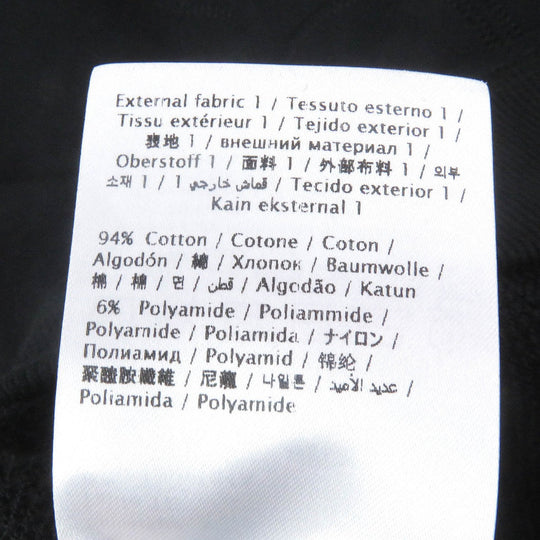 External fabric 1 / Tessuto esterno 1 /
Tissu extérieur 1 / Tejido exterior 1 /
表地 1 / внешний материал 1 /
Oberstoff 1 / 面料 1 / 外部布料 1 / 외부
소재 1 / 1 قماش خارجي / Tecido exterior 1 /
Kain eksternal 1
94% Cotton / Cotone / Coton /
Algodón / 綿 / Хлопок / Baumwolle /
棉 / 棉 / 면 / قطن / Algodão / Katun
6% Polyamide / Poliammide /
Polyamide / Poliamida / ナイロン /
Полиамид / Polyamid / 锦纶 /
聚醯胺纖維 / 尼龍 / 나일론 / عديد الأميد /
Poliamida / Polyamide